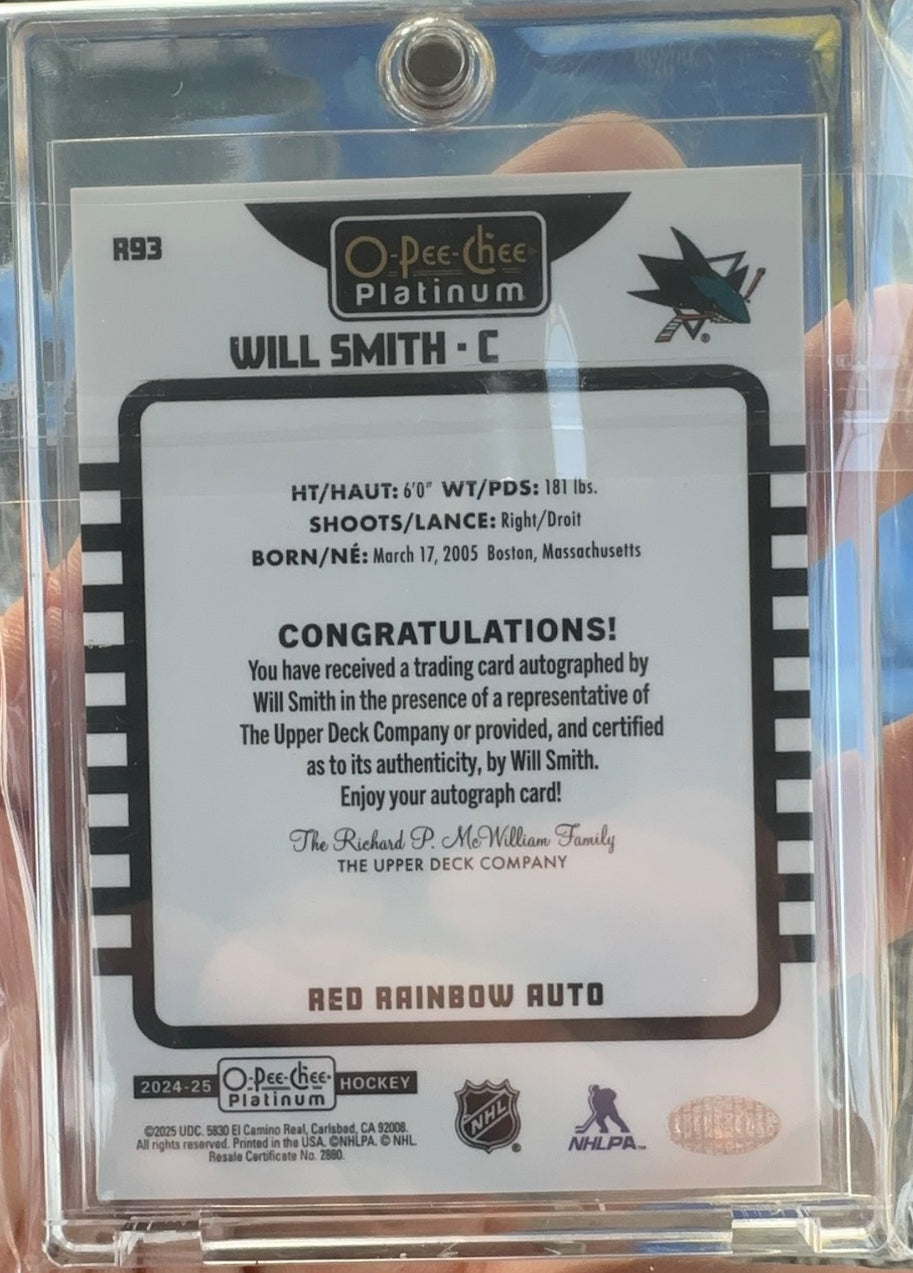 R93
O-Pee-Chee
Platinum
WILL SMITH - C
HT/HAUT: 6'0" WT/PDS: 181 lbs.
SHOOTS/LANCE: Right/Droit
BORN/NÉ: March 17, 2005 Boston, Massachusetts
CONGRATULATIONS!
You have received a trading card autographed by
Will Smith in the presence of a representative of
The Upper Deck Company or provided, and certified
as to its authenticity, by Will Smith.
Enjoy your autograph card!
The Richard P. McWilliam Family
THE UPPER DECK COMPANY
RED RAINBOW AUTO
2024-25 O-Pee-Chee HOCKEY
Platinum
©2025 UDC. 5830 El Camino Real, Carlsbad, CA 92008.
All rights reserved. Printed in the USA. ©NHLPA. © NHL.
Resale Certificate No. 2880.
NHL ®
NHLPA™